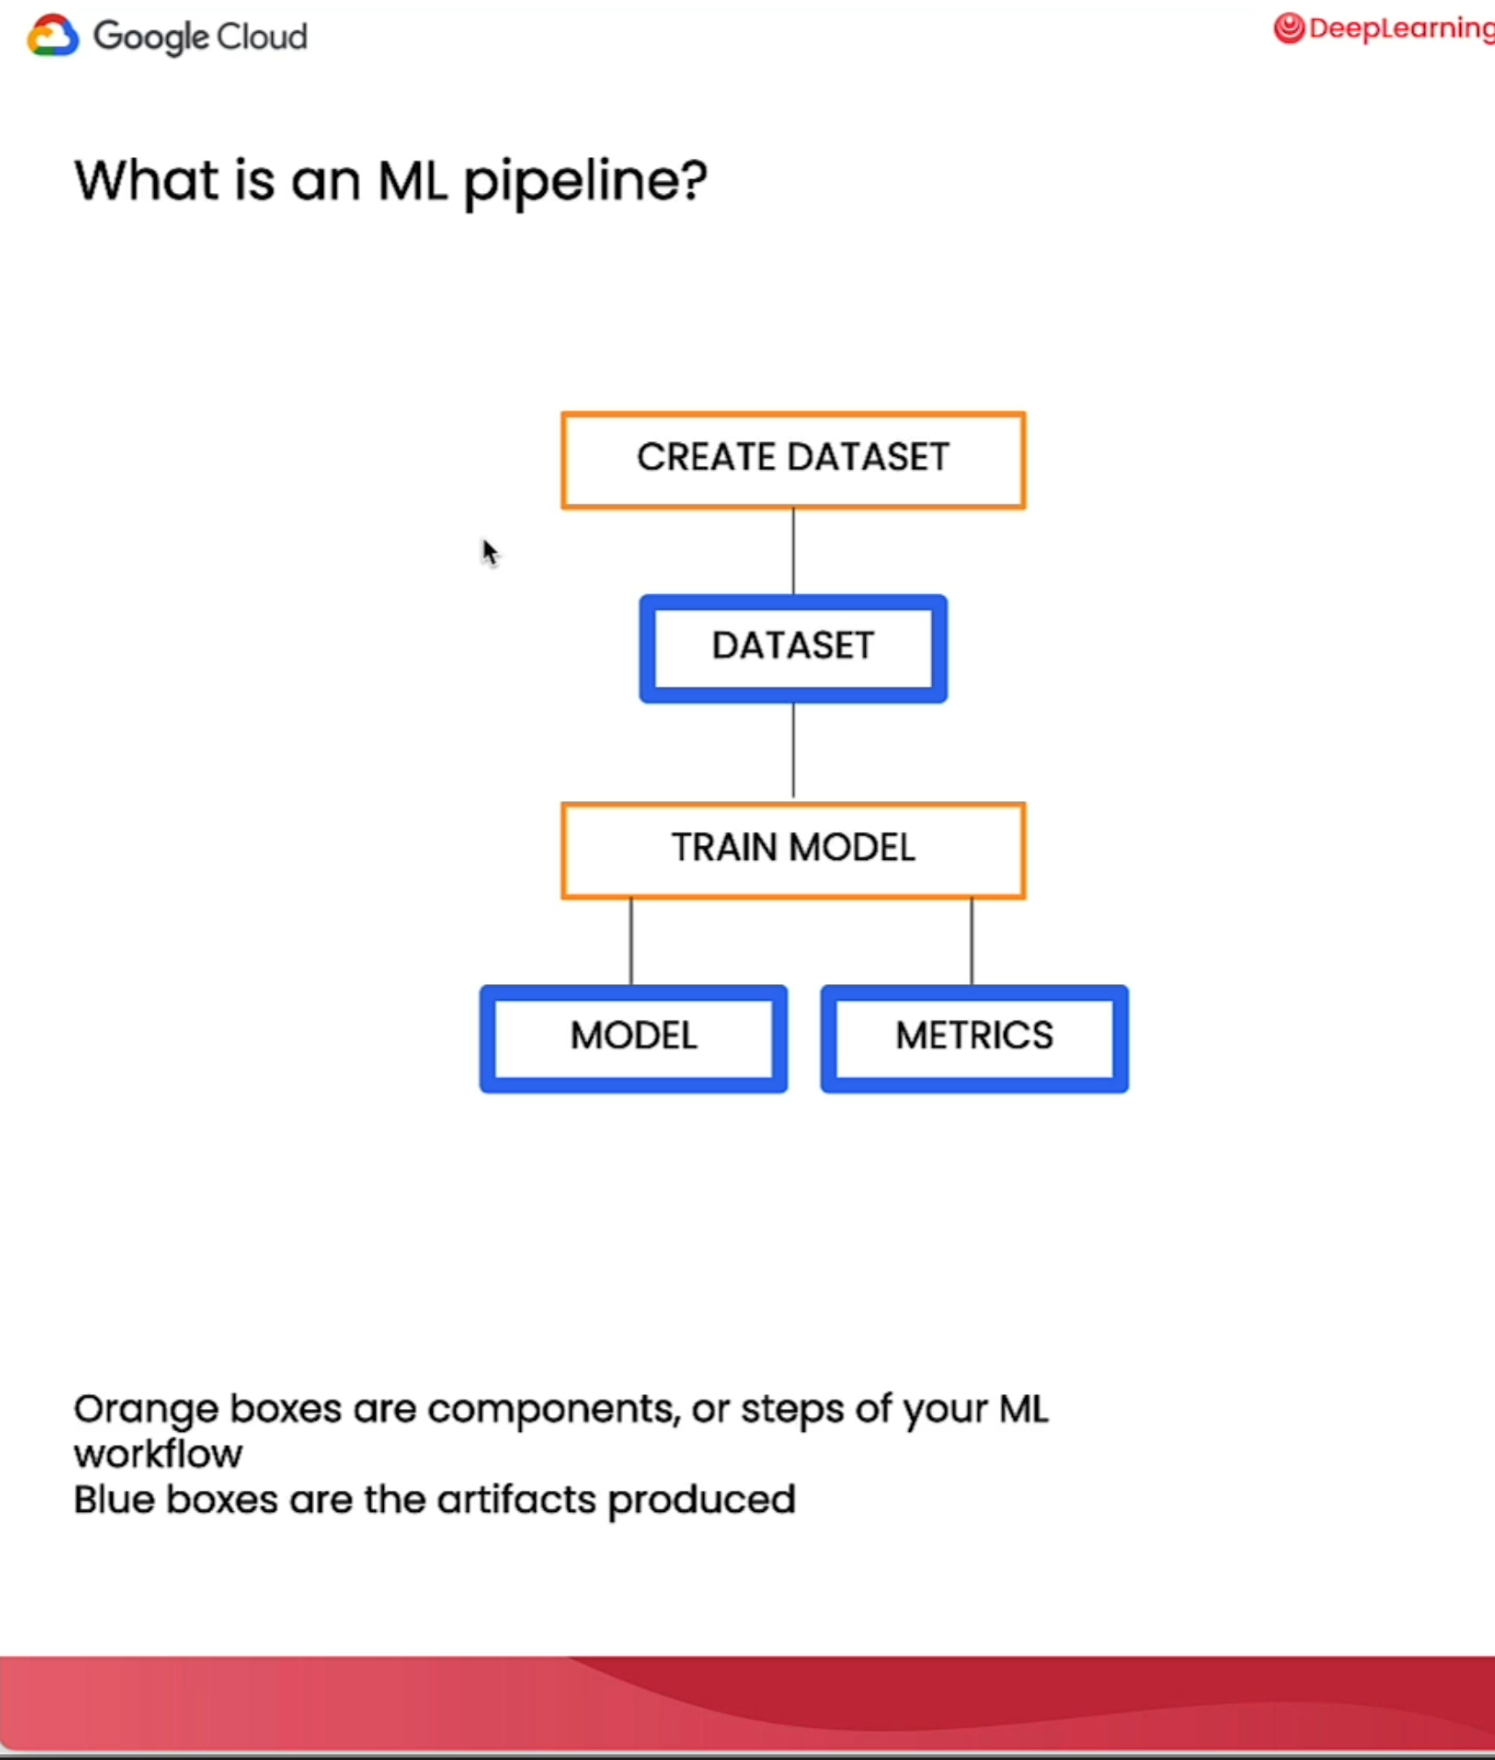 Google Cloud
DeepLearning
What is an ML pipeline?
CREATE DATASET
DATASET
TRAIN MODEL
MODEL
METRICS
Orange boxes are components, or steps of your ML
workflow
Blue boxes are the artifacts produced